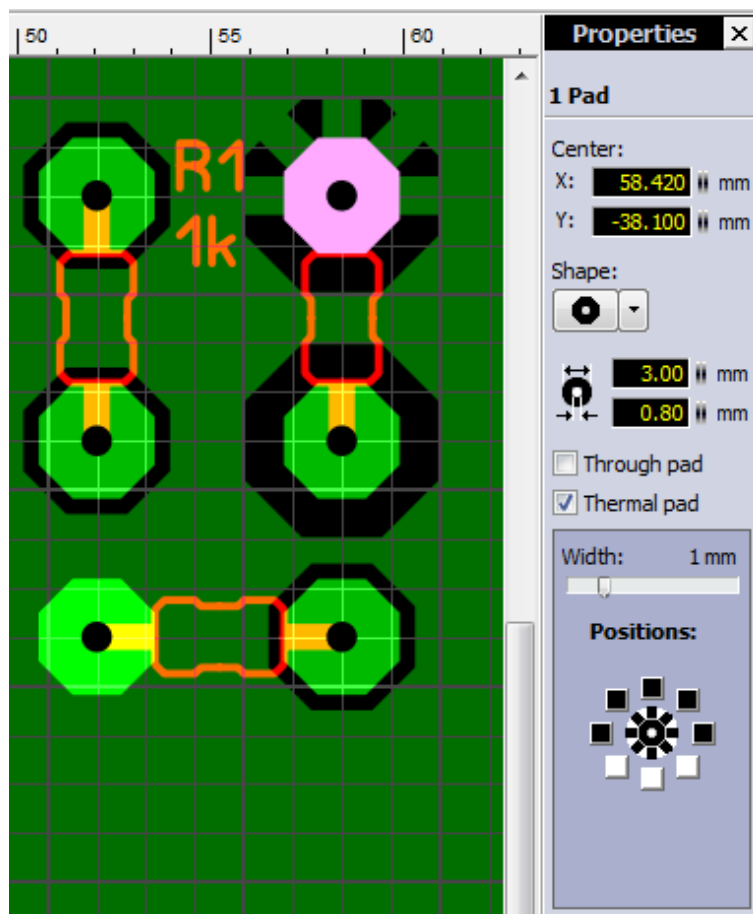 50 55 60
Properties
1 Pad
Center:
X: 58.420 mm
Y: -38.100 mm
Shape:
3.00 mm
0.80 mm
Through pad
Thermal pad
Width: 1 mm
Positions:
R1
1k